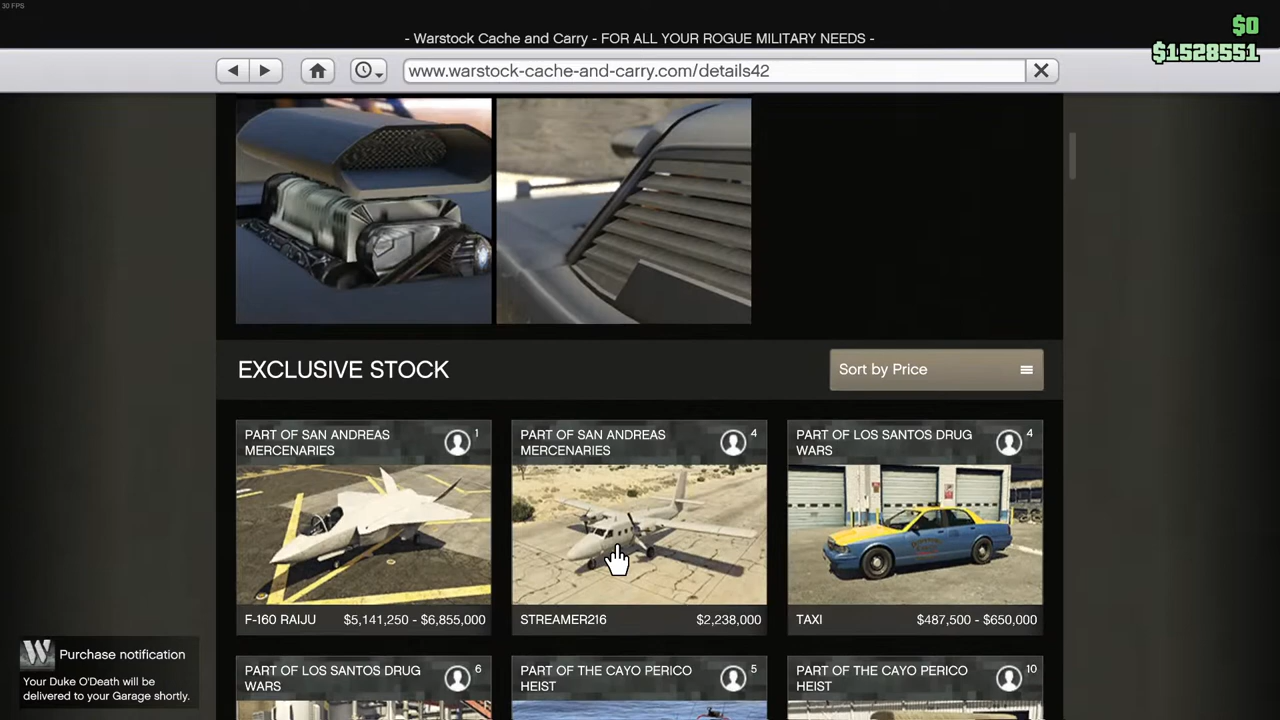 30 FPS
- Warstock Cache and Carry - FOR ALL YOUR ROGUE MILITARY NEEDS -
$0
$1528551
www.warstock-cache-and-carry.com/details42
EXCLUSIVE STOCK
Sort by Price
PART OF SAN ANDREAS
MERCENARIES
1
F-160 RAIJU $5,141,250 - $6,855,000
PART OF SAN ANDREAS
MERCENARIES
4
STREAMER216 $2,238,000
PART OF LOS SANTOS DRUG
WARS
4
TAXI $487,500 - $650,000
PART OF LOS SANTOS DRUG
WARS
6
PART OF THE CAYO PERICO
HEIST
5
PART OF THE CAYO PERICO
HEIST
10
W
Purchase notification
Your Duke O'Death will be
delivered to your Garage shortly.